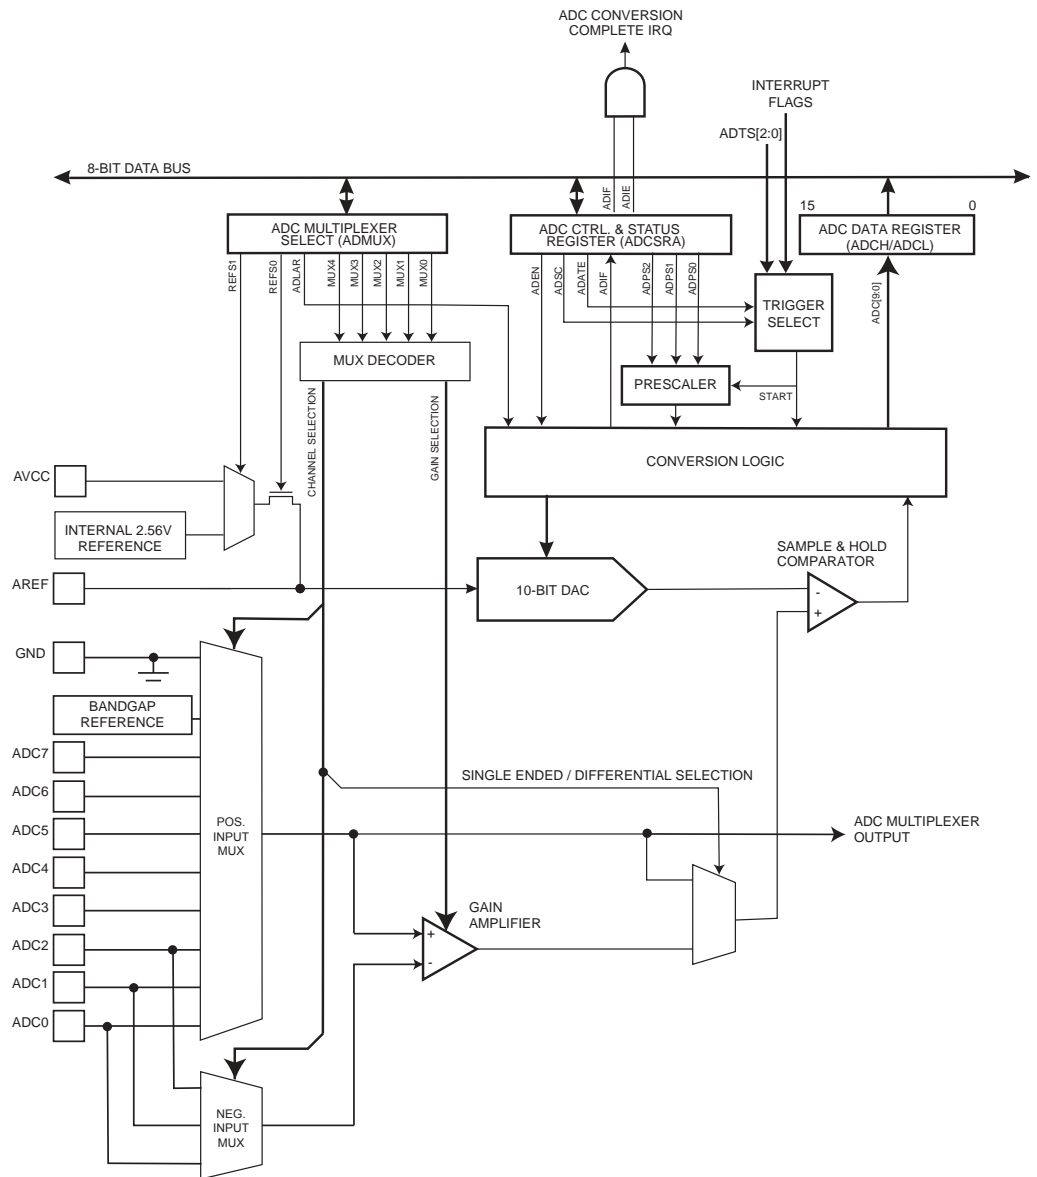 ADC CONVERSION
COMPLETE IRQ
INTERRUPT
FLAGS
ADTS[2:0]
8-BIT DATA BUS
ADIF
ADIE
15
0
ADC MULTIPLEXER
SELECT (ADMUX)
ADC CTRL. & STATUS
REGISTER (ADCSRA)
ADC DATA REGISTER
(ADCH/ADCL)
REFS1
REFS0
ADLAR
MUX4
MUX3
MUX2
MUX1
MUX0
ADEN
ADSC
ADATE
ADIF
ADPS2
ADPS1
ADPS0
ADC[9:0]
TRIGGER
SELECT
MUX DECODER
PRESCALER
START
CHANNEL SELECTION
GAIN SELECTION
CONVERSION LOGIC
AVCC
INTERNAL 2.56V
REFERENCE
SAMPLE & HOLD
COMPARATOR
AREF
10-BIT DAC
-
+
GND
BANDGAP
REFERENCE
ADC7
SINGLE ENDED / DIFFERENTIAL SELECTION
ADC6
ADC5
POS.
INPUT
MUX
ADC MULTIPLEXER
OUTPUT
ADC4
ADC3
GAIN
AMPLIFIER
+
-
ADC2
ADC1
ADC0
NEG.
INPUT
MUX